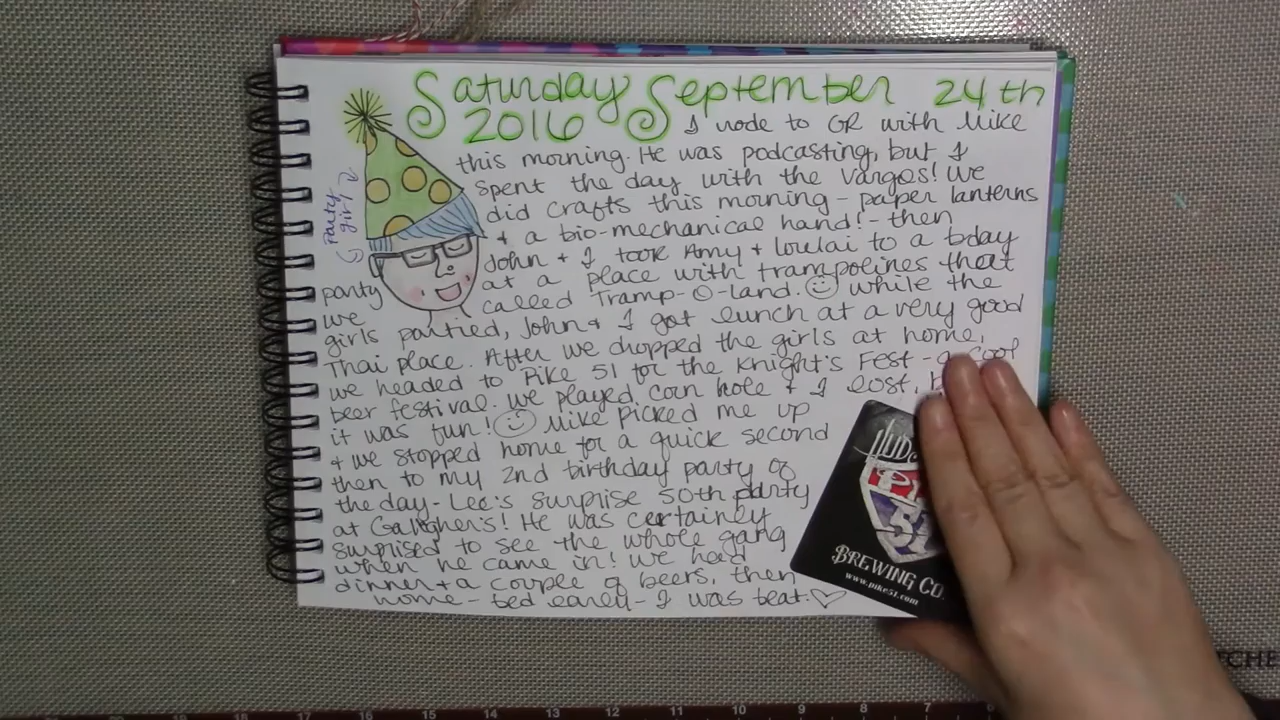 Saturday September 24th
2016 I rode to GR with Mike
this morning. He was podcasting, but I
spent the day with the Vargos! We
did crafts this morning - paper lanterns
+ a bio-mechanical hand! - then
John + I took Amy + Loulai to a bday
party at a place with trampolines that
we called Tramp-O-land. while the
girls partied, John + I got lunch at a very good
Thai place. After we dropped the girls at home,
we headed to Pike 51 for the Knight's Fest - a cool
beer festival. We played corn hole + I lost,
it was fun! Mike picked me up
+ we stopped home for a quick second
then to my 2nd birthday party of
the day - Lee's surprise 50th party
at Gallagher's! He was certainly
surprised to see the whole gang
when he came in! We had
dinner + a couple of beers, then
home - bed early - I was beat.
Party
girl
PI
51
BREWING CO.
www.pike51.com